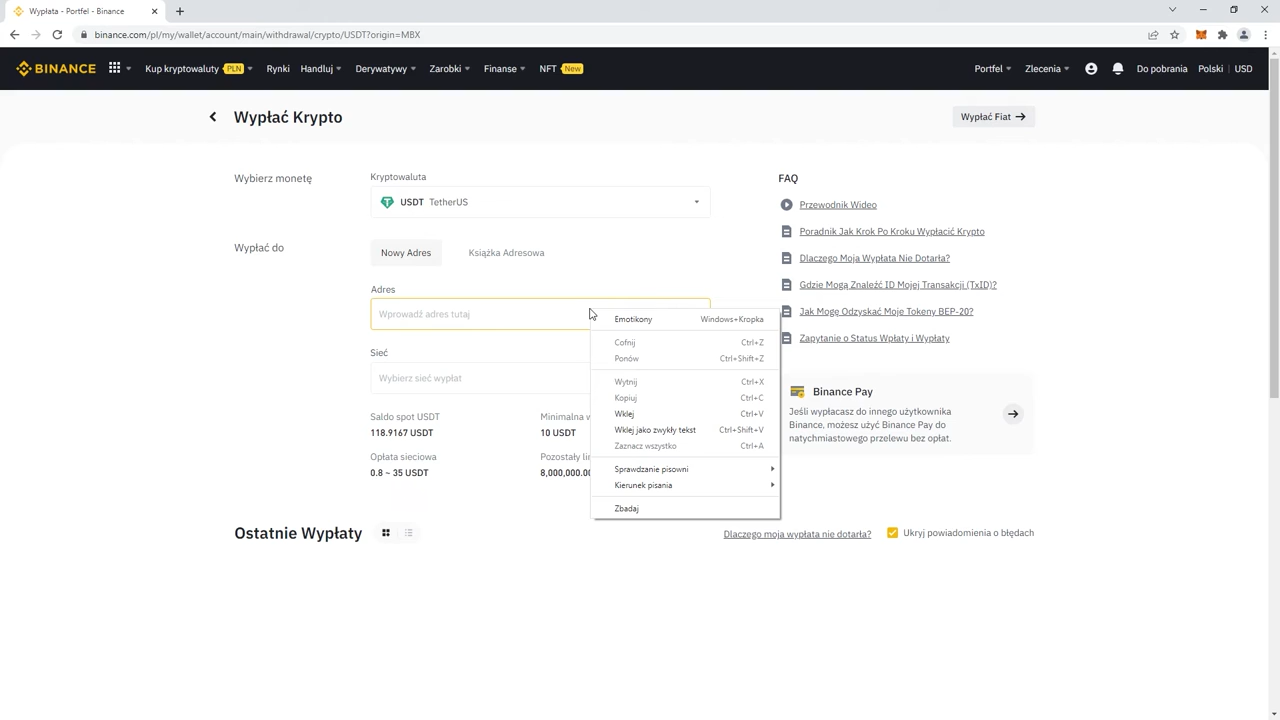 Wypłata - Portfel - Binance
binance.com/pl/my/wallet/account/main/withdrawal/crypto/USDT?origin=MBX
BINANCE
Kup kryptowaluty PLN
Rynki
Handluj
Derywatywy
Zarobki
Finanse
NFT New
Portfel
Zlecenia
Do pobrania
Polski | USD
Wypłać Krypto
Wypłać Fiat
Wybierz monetę
Kryptowaluta
USDT TetherUS
Wypłać do
Nowy Adres
Książka Adresowa
Adres
Wprowadź adres tutaj
Sieć
Wybierz sieć wypłat
Saldo spot USDT
118.9167 USDT
Minimalna w
10 USDT
Opłata sieciowa
0.8 ~ 35 USDT
Pozostały li
8,000,000.00
Emotikony Windows+Kropka
Cofnij Ctrl+Z
Ponów Ctrl+Shift+Z
Wytnij Ctrl+X
Kopiuj Ctrl+C
Wklej Ctrl+V
Wklej jako zwykły tekst Ctrl+Shift+V
Zaznacz wszystko Ctrl+A
Sprawdzanie pisowni
Kierunek pisania
Zbadaj
FAQ
Przewodnik Wideo
Poradnik Jak Krok Po Kroku Wypłacić Krypto
Dlaczego Moja Wypłata Nie Dotarła?
Gdzie Mogą Znaleźć ID Mojej Transakcji (TxID)?
Jak Mogę Odzyskać Moje Tokeny BEP-20?
Zapytanie o Status Wpłaty i Wypłaty
Binance Pay
Jeśli wypłacasz do innego użytkownika
Binance, możesz użyć Binance Pay do
natychmiastowego przelewu bez opłat.
Ostatnie Wypłaty
Dlaczego moja wypłata nie dotarła?
Ukryj powiadomienia o błędach